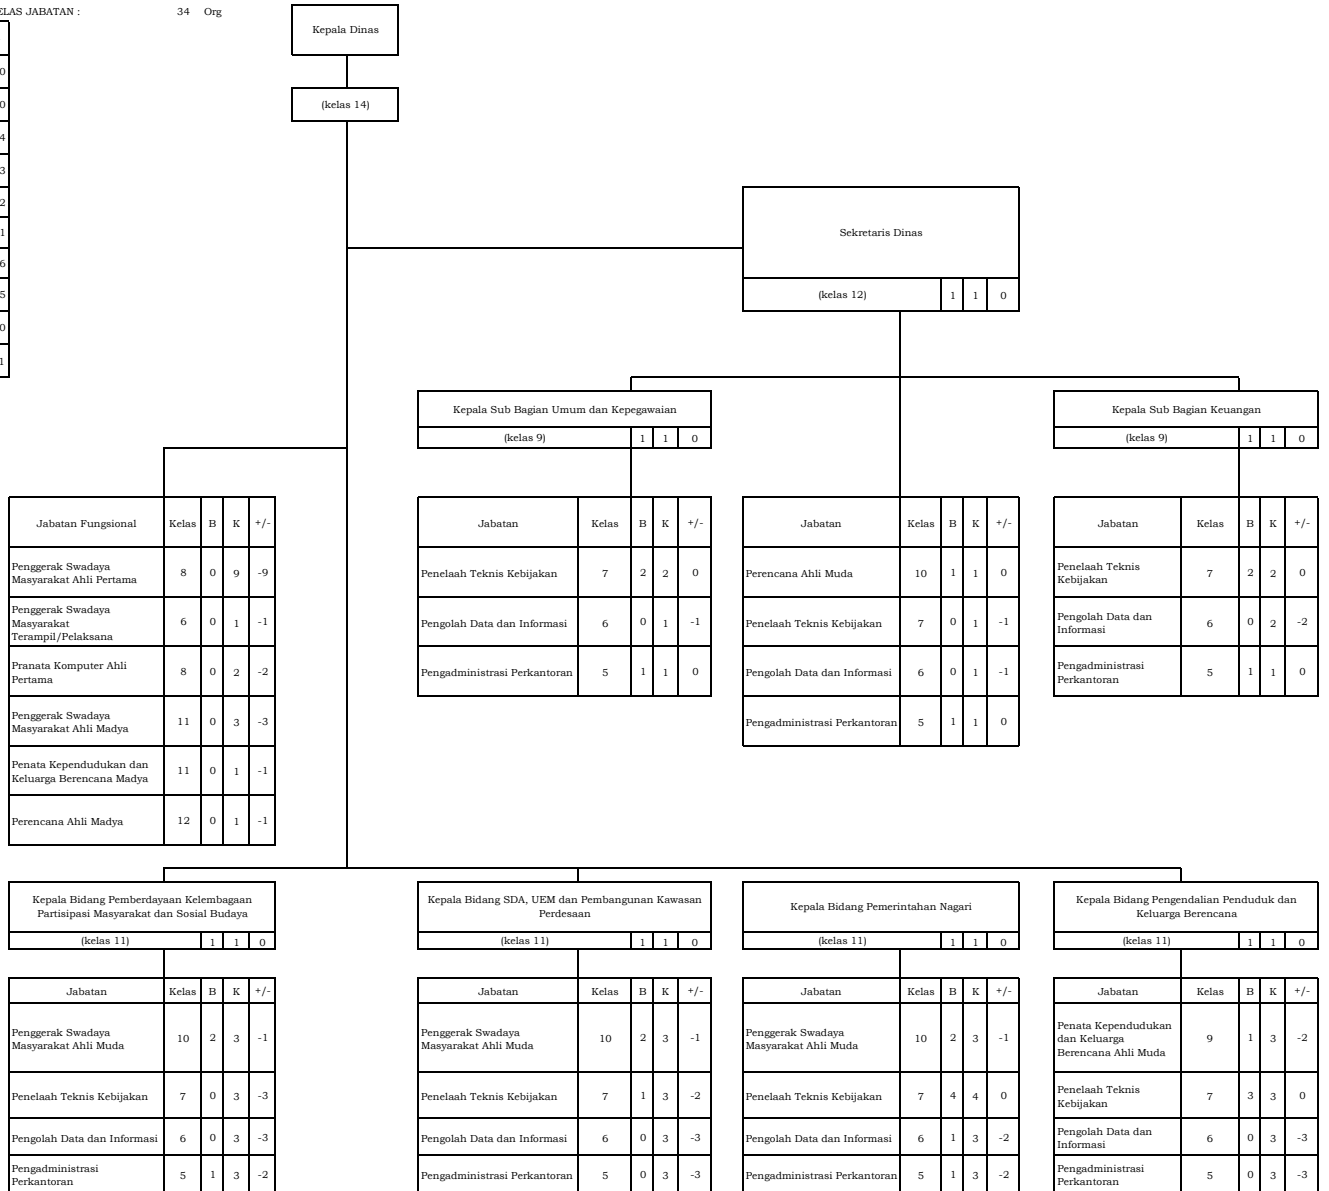 ELAS JABATAN : 34 Org
Kepala Dinas
(kelas 14)
0
0
4
3
2
1
6
5
0
1
Sekretaris Dinas
(kelas 12) 1 1 0
Kepala Sub Bagian Umum dan Kepegawaian
(kelas 9) 1 1 0
Kepala Sub Bagian Keuangan
(kelas 9) 1 1 0
Jabatan Fungsional Kelas B K +/-
Penggerak Swadaya
Masyarakat Ahli Pertama 8 0 9 -9
Penggerak Swadaya
Masyarakat
Terampil/Pelaksana 6 0 1 -1
Pranata Komputer Ahli
Pertama 8 0 2 -2
Penggerak Swadaya
Masyarakat Ahli Madya 11 0 3 -3
Penata Kependudukan dan
Keluarga Berencana Madya 11 0 1 -1
Perencana Ahli Madya 12 0 1 -1
Jabatan Kelas B K +/-
Penelaah Teknis Kebijakan 7 2 2 0
Pengolah Data dan Informasi 6 0 1 -1
Pengadministrasi Perkantoran 5 1 1 0
Jabatan Kelas B K +/-
Perencana Ahli Muda 10 1 1 0
Penelaah Teknis Kebijakan 7 0 1 -1
Pengolah Data dan Informasi 6 0 1 -1
Pengadministrasi Perkantoran 5 1 1 0
Jabatan Kelas B K +/-
Penelaah Teknis
Kebijakan 7 2 2 0
Pengolah Data dan
Informasi 6 0 2 -2
Pengadministrasi
Perkantoran 5 1 1 0
Kepala Bidang Pemberdayaan Kelembagaan
Partisipasi Masyarakat dan Sosial Budaya
(kelas 11) 1 1 0
Jabatan Kelas B K +/-
Penggerak Swadaya
Masyarakat Ahli Muda 10 2 3 -1
Penelaah Teknis Kebijakan 7 0 3 -3
Pengolah Data dan Informasi 6 0 3 -3
Pengadministrasi
Perkantoran 5 1 3 -2
Kepala Bidang SDA, UEM dan Pembangunan Kawasan
Perdesaan
(kelas 11) 1 1 0
Jabatan Kelas B K +/-
Penggerak Swadaya
Masyarakat Ahli Muda 10 2 3 -1
Penelaah Teknis Kebijakan 7 1 3 -2
Pengolah Data dan Informasi 6 0 3 -3
Pengadministrasi Perkantoran 5 0 3 -3
Kepala Bidang Pemerintahan Nagari
(kelas 11) 1 1 0
Jabatan Kelas B K +/-
Penggerak Swadaya
Masyarakat Ahli Muda 10 2 3 -1
Penelaah Teknis Kebijakan 7 4 4 0
Pengolah Data dan Informasi 6 1 3 -2
Pengadministrasi Perkantoran 5 1 3 -2
Kepala Bidang Pengendalian Penduduk dan
Keluarga Berencana
(kelas 11) 1 1 0
Jabatan Kelas B K +/-
Penata Kependudukan
dan Keluarga
Berencana Ahli Muda 9 1 3 -2
Penelaah Teknis
Kebijakan 7 3 3 0
Pengolah Data dan
Informasi 6 0 3 -3
Pengadministrasi
Perkantoran 5 0 3 -3